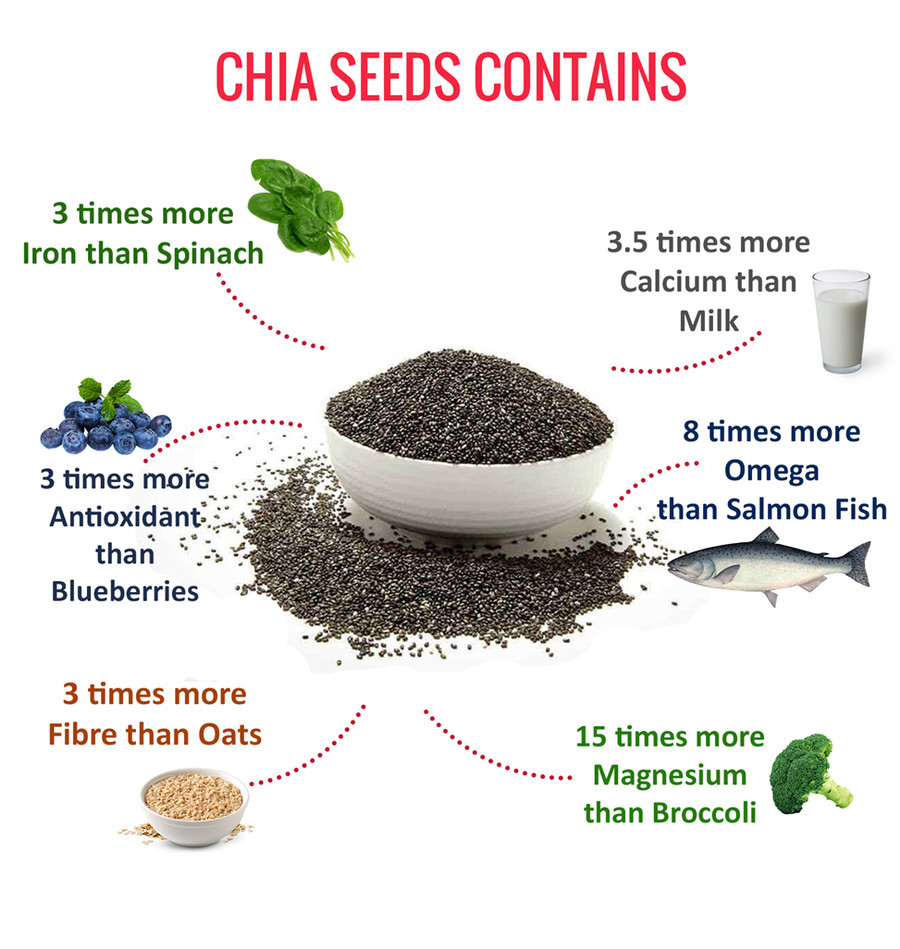 CHIA SEEDS CONTAINS
3 times more
Iron than Spinach
3.5 times more
Calcium than
Milk
3 times more
Antioxidant
than
Blueberries
8 times more
Omega
than Salmon Fish
3 times more
Fibre than Oats
15 times more
Magnesium
than Broccoli